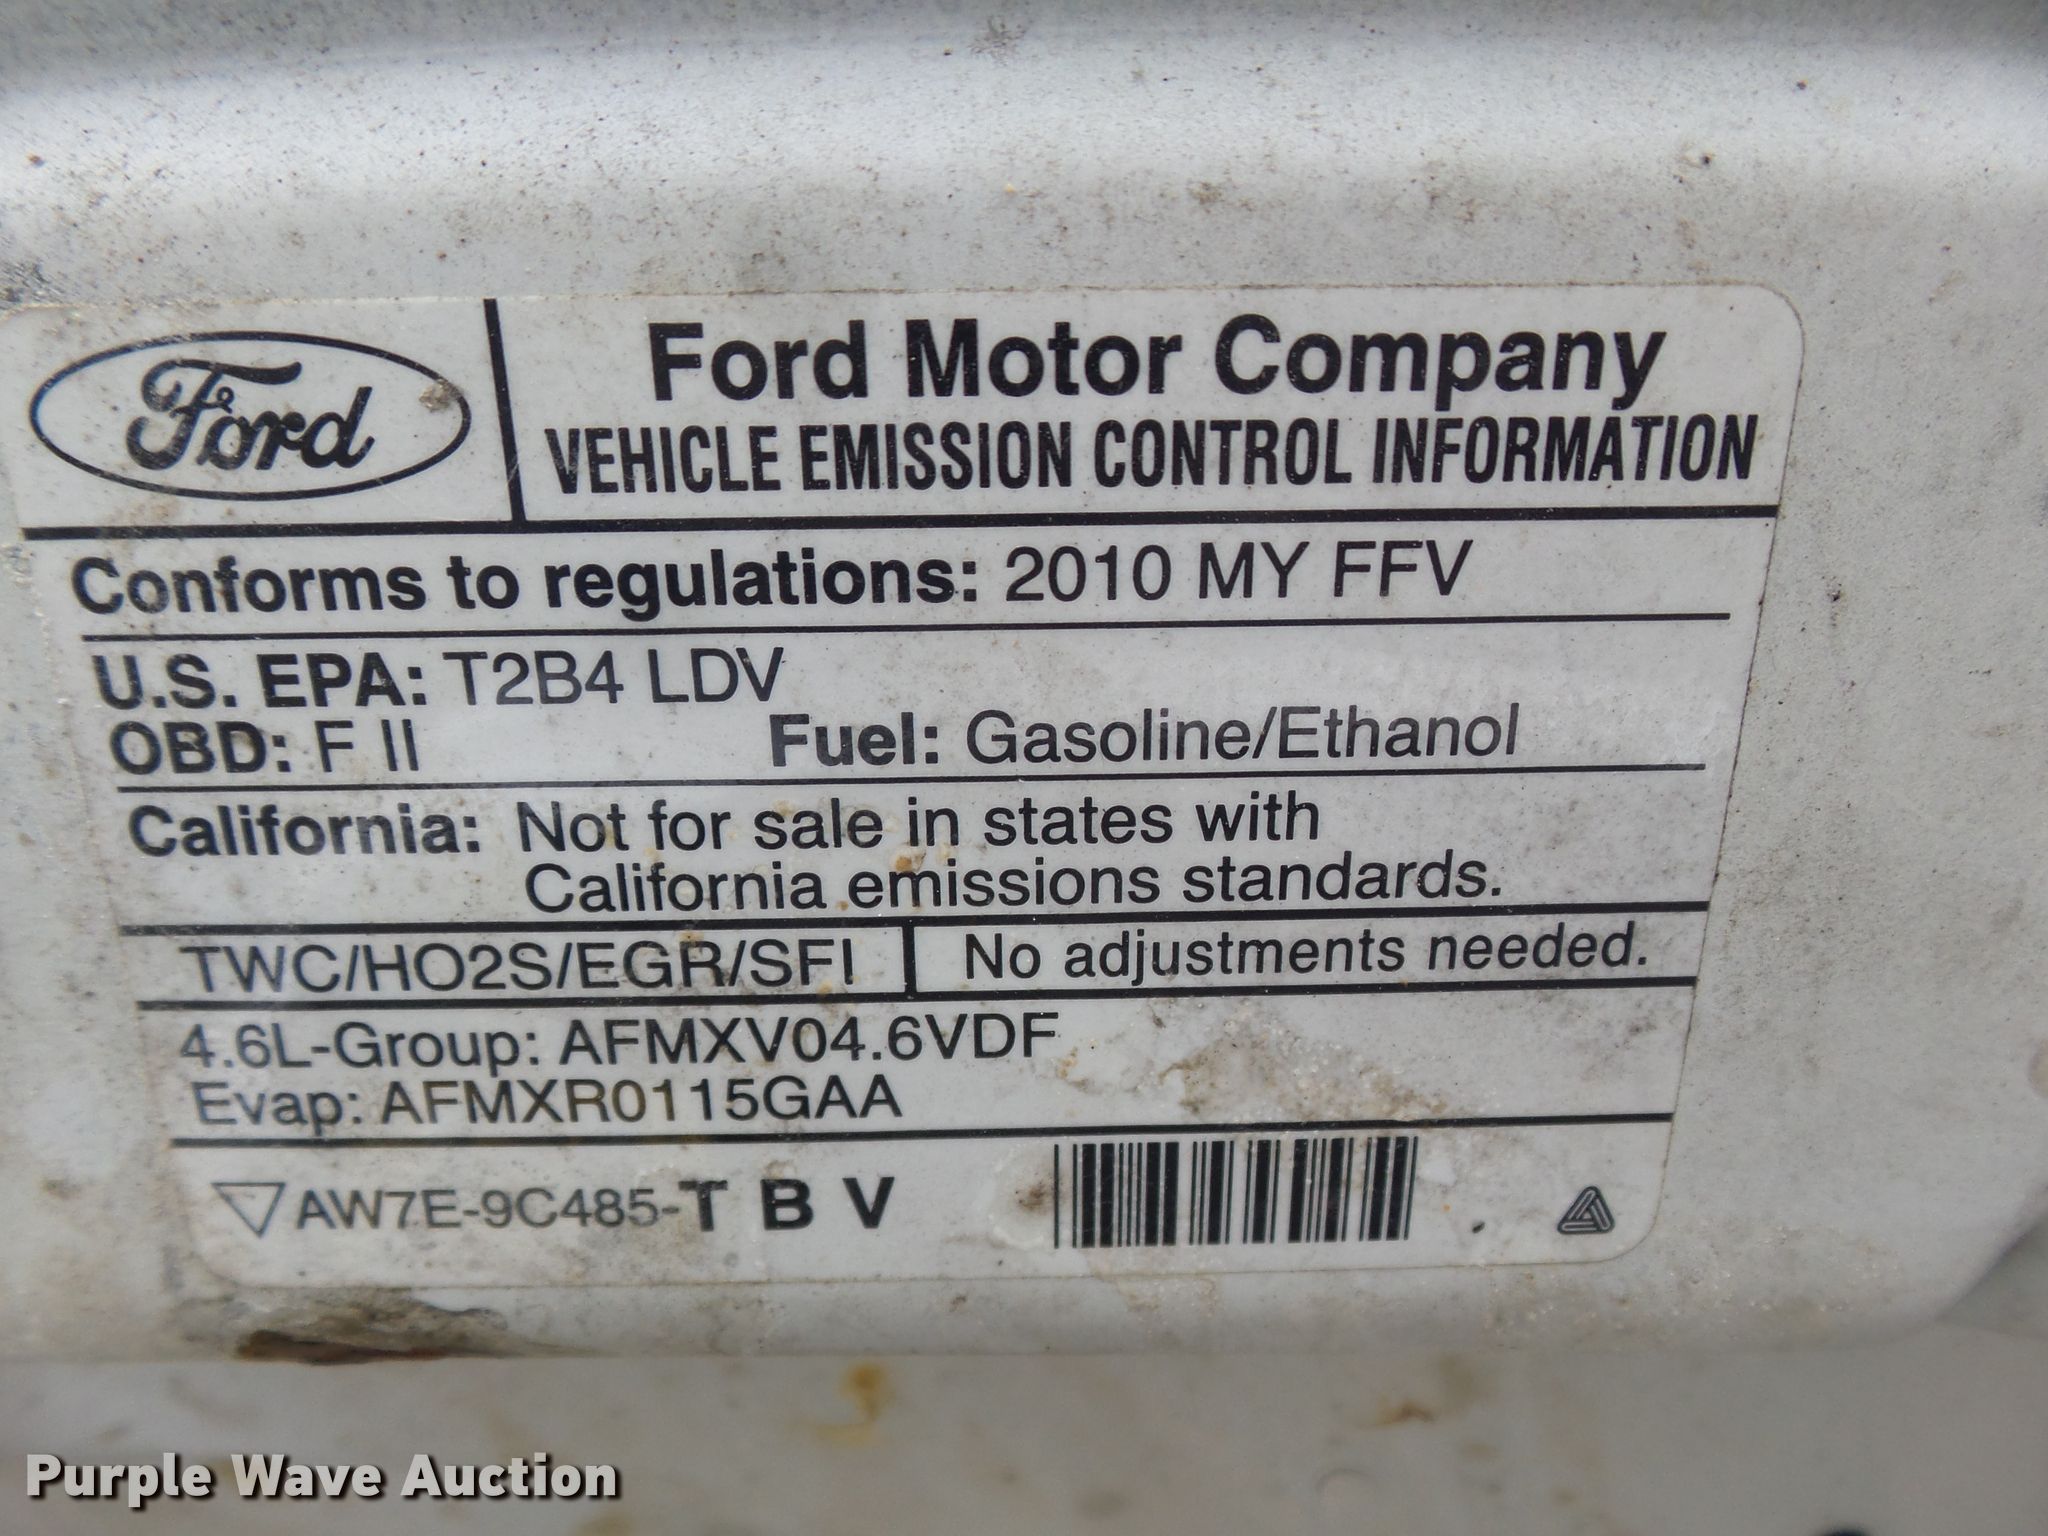 Ford
Ford Motor Company
VEHICLE EMISSION CONTROL INFORMATION
Conforms to regulations: 2010 MY FFV
U.S. EPA: T2B4 LDV
OBD: F II Fuel: Gasoline/Ethanol
California: Not for sale in states with
California emissions standards.
TWC/HO2S/EGR/SFI No adjustments needed.
4.6L-Group: AFMXV04.6VDF
Evap: AFMXR0115GAA
AW7E-9C485-T B V
Purple Wave Auction